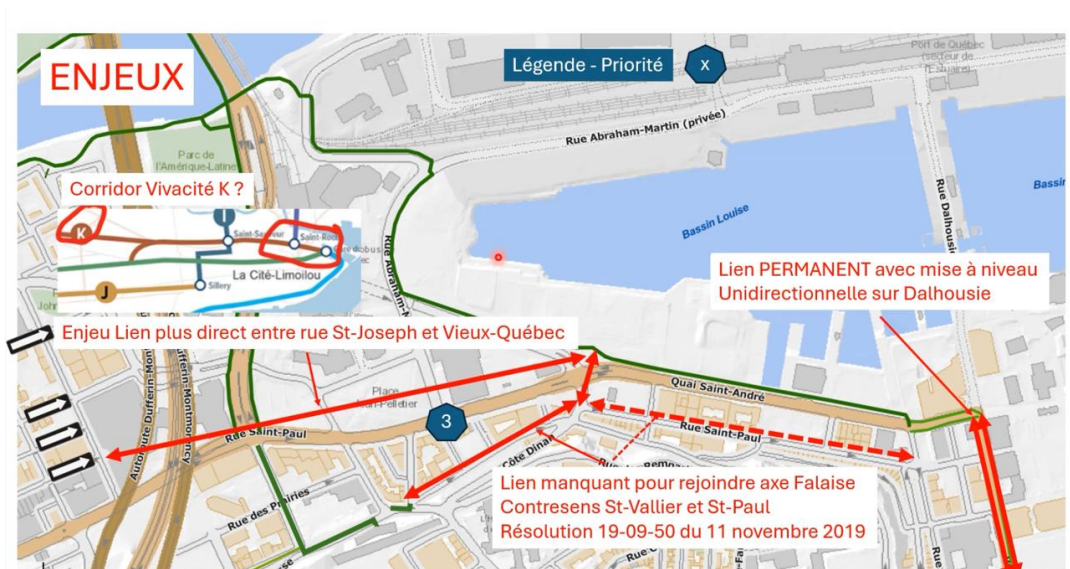 ENJEUX
Légende - Priorité
x
Port de Québec
(secteur de
l'Estuaire)
Rue Abraham-Martin (privée)
Parc de
l'Amérique-Latine
Corridor Vivacité K ?
K
I
Saint-Roch
La Cité-Limoilou
J
Sillery
Bassin Louise
Rue Dalhousie
Lien PERMANENT avec mise à niveau
Unidirectionnelle sur Dalhousie
Enjeu Lien plus direct entre rue St-Joseph et Vieux-Québec
Quai Saint-André
3
Rue Saint-Paul
Rue Saint-Paul
Autoroute Dufferin-Montmorency
Côte Dinan
Rue des Prairies
Lien manquant pour rejoindre axe Falaise
Contresens St-Vallier et St-Paul
Résolution 19-09-50 du 11 novembre 2019